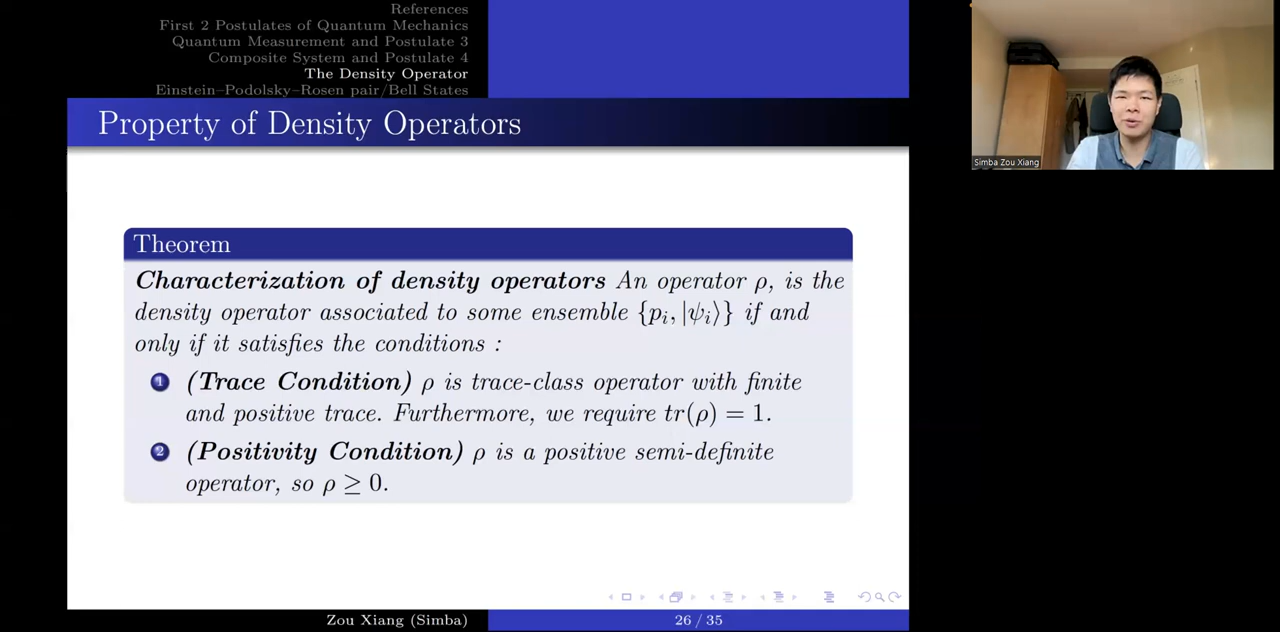 References
First 2 Postulates of Quantum Mechanics
Quantum Measurement and Postulate 3
Composite System and Postulate 4
The Density Operator
Einstein–Podolsky–Rosen pair/Bell States
Property of Density Operators
Theorem
Characterization of density operators An operator ρ, is the
density operator associated to some ensemble {pᵢ, |ψᵢ⟩} if and
only if it satisfies the conditions :
1 (Trace Condition) ρ is trace-class operator with finite
and positive trace. Furthermore, we require tr(ρ) = 1.
2 (Positivity Condition) ρ is a positive semi-definite
operator, so ρ ≥ 0.
Zou Xiang (Simba)
26 / 35
Simba Zou Xiang